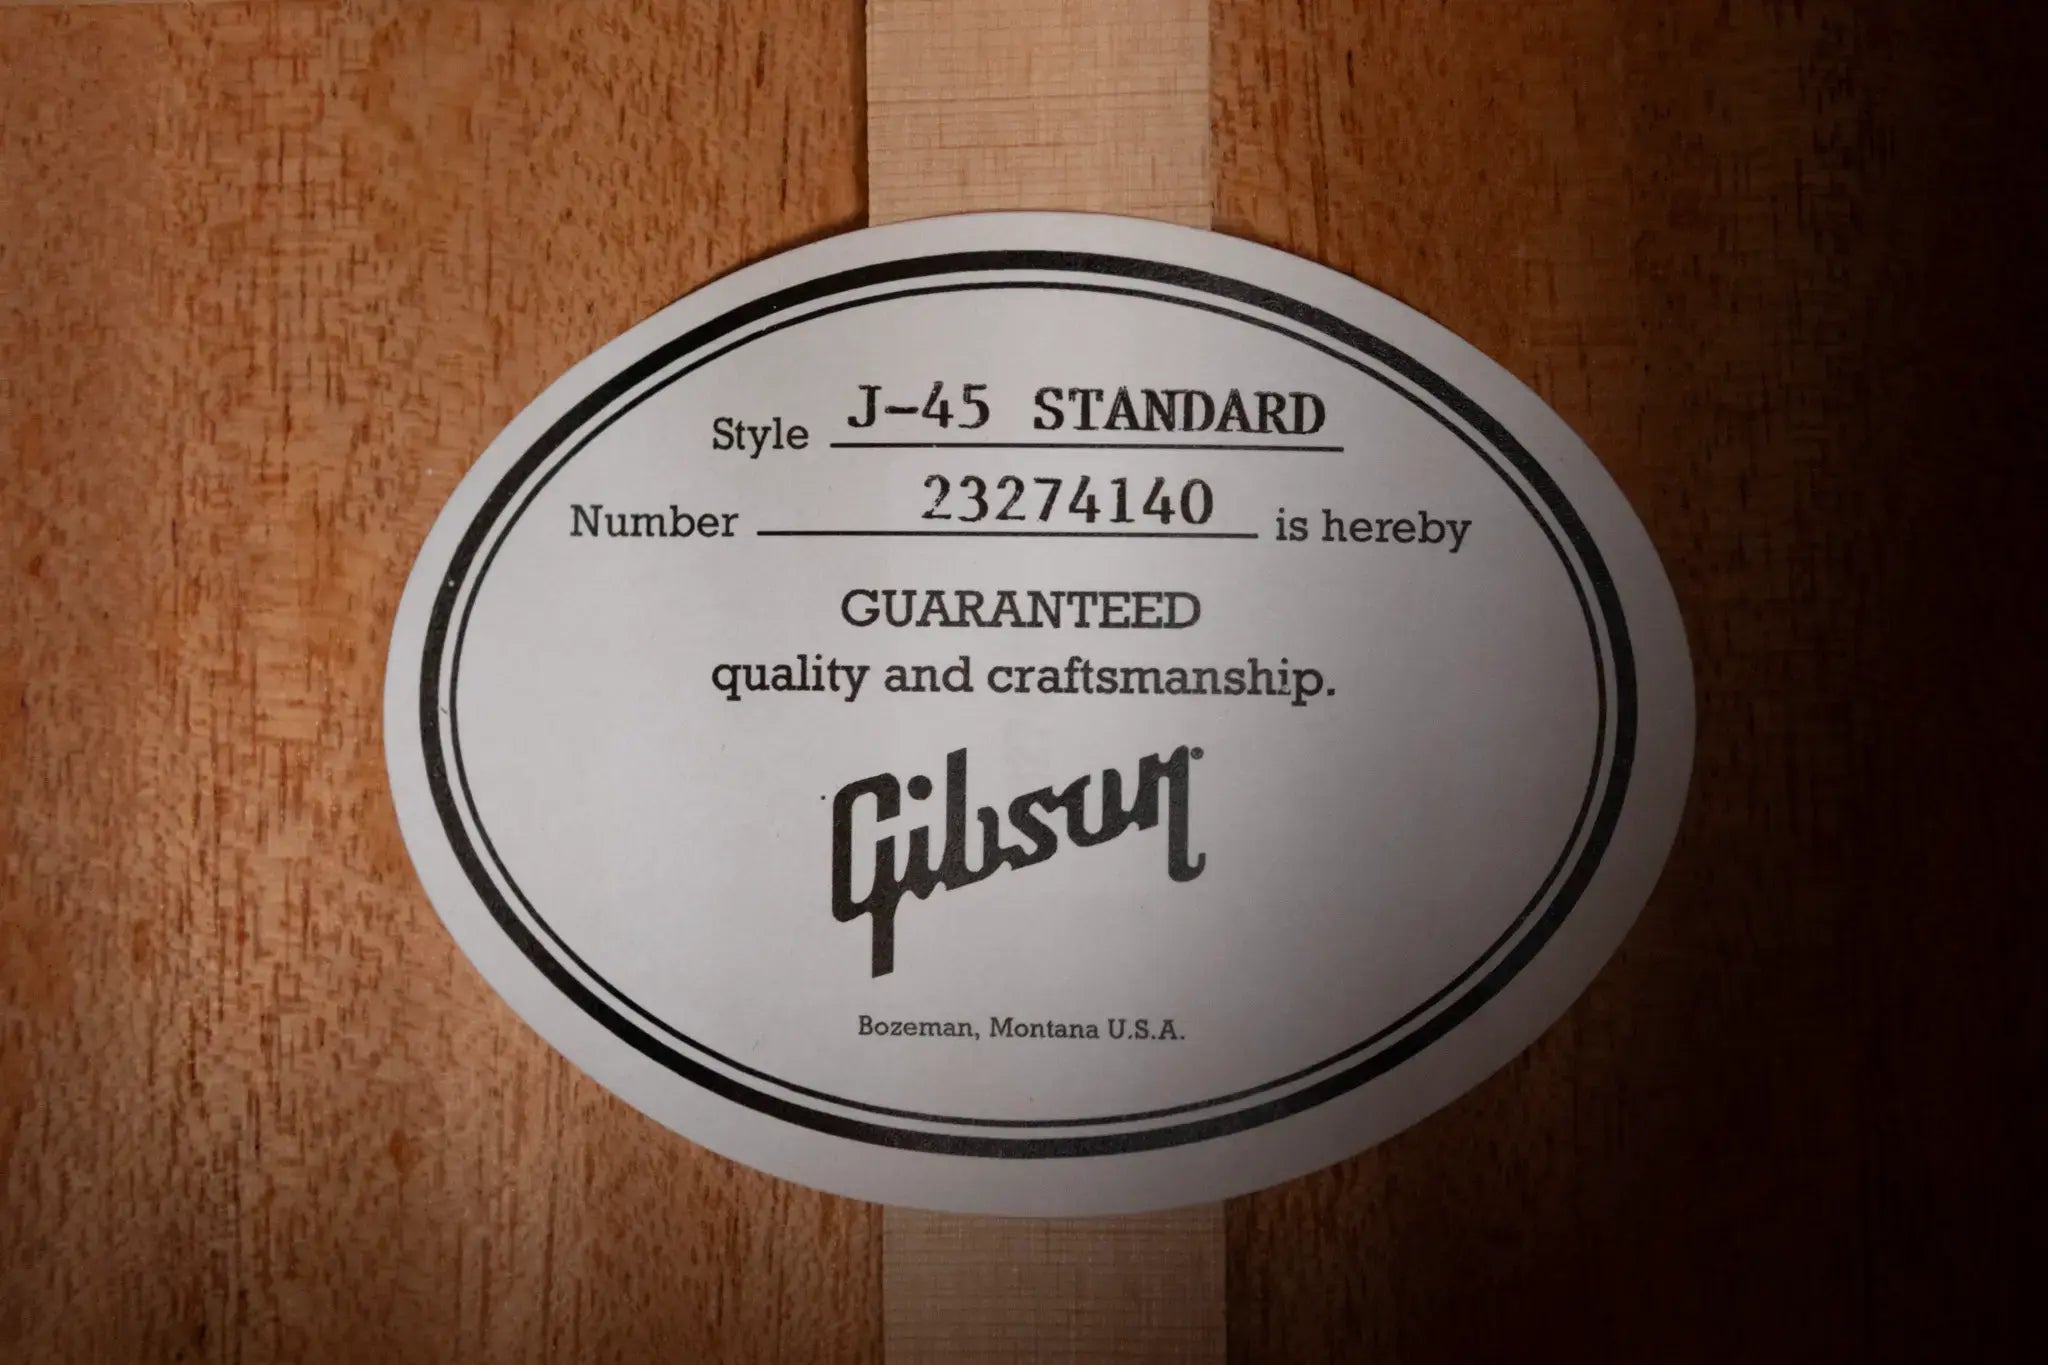 Style J-45 STANDARD
Number 23274140 is hereby
GUARANTEED
quality and craftsmanship.
Gibson
Bozeman, Montana U.S.A.